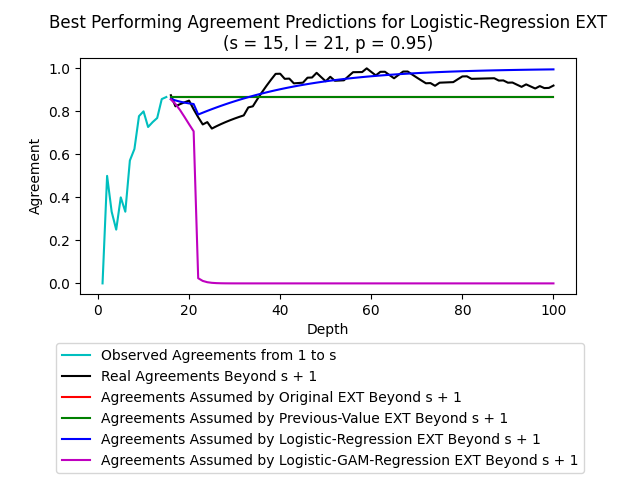 Best Performing Agreement Predictions for Logistic-Regression EXT
(s = 15, l = 21, p = 0.95)
1.0
0.8
0.6
0.4
0.2
0.0
Agreement
0 20 40 60 80 100
Depth
Observed Agreements from 1 to s
Real Agreements Beyond s + 1
Agreements Assumed by Original EXT Beyond s + 1
Agreements Assumed by Previous-Value EXT Beyond s + 1
Agreements Assumed by Logistic-Regression EXT Beyond s + 1
Agreements Assumed by Logistic-GAM-Regression EXT Beyond s + 1